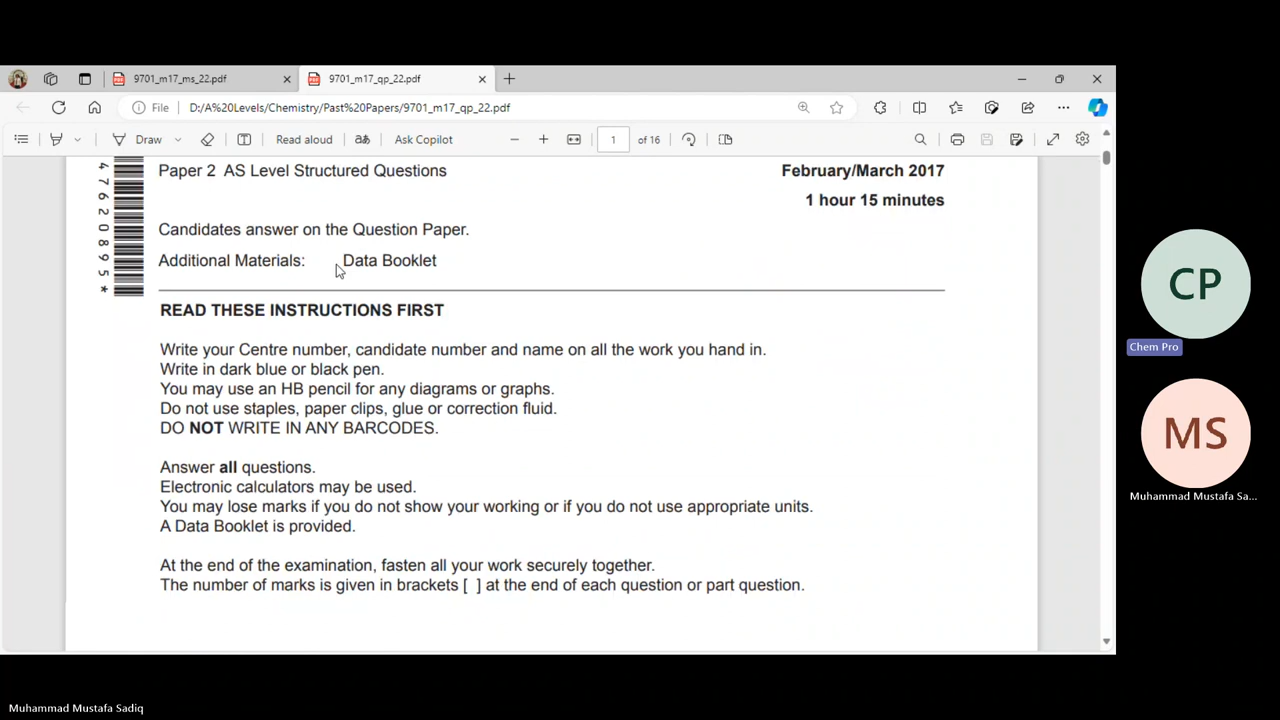 9701_m17_ms_22.pdf
9701_m17_qp_22.pdf
File
D:/A%20Levels/Chemistry/Past%20Papers/9701_m17_qp_22.pdf
Draw
Read aloud
Ask Copilot
1 of 16
47620895*
Paper 2 AS Level Structured Questions
February/March 2017
1 hour 15 minutes
Candidates answer on the Question Paper.
Additional Materials: Data Booklet
READ THESE INSTRUCTIONS FIRST
Write your Centre number, candidate number and name on all the work you hand in.
Write in dark blue or black pen.
You may use an HB pencil for any diagrams or graphs.
Do not use staples, paper clips, glue or correction fluid.
DO NOT WRITE IN ANY BARCODES.
Answer all questions.
Electronic calculators may be used.
You may lose marks if you do not show your working or if you do not use appropriate units.
A Data Booklet is provided.
At the end of the examination, fasten all your work securely together.
The number of marks is given in brackets [ ] at the end of each question or part question.
CP
Chem Pro
MS
Muhammad Mustafa Sa...
Muhammad Mustafa Sadiq